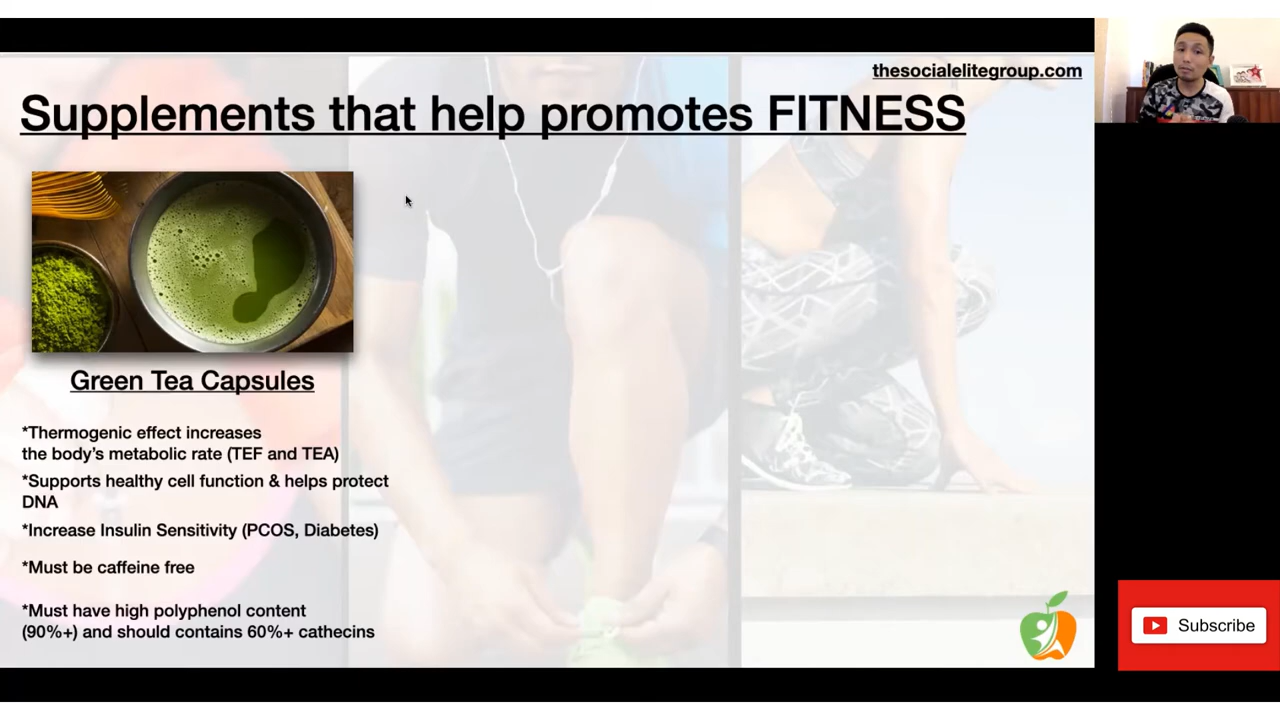 thesocialelitegroup.com
Supplements that help promotes FITNESS
Green Tea Capsules
*Thermogenic effect increases
the body's metabolic rate (TEF and TEA)
*Supports healthy cell function & helps protect
DNA
*Increase Insulin Sensitivity (PCOS, Diabetes)
*Must be caffeine free
*Must have high polyphenol content
(90%+) and should contains 60%+ cathecins
Subscribe